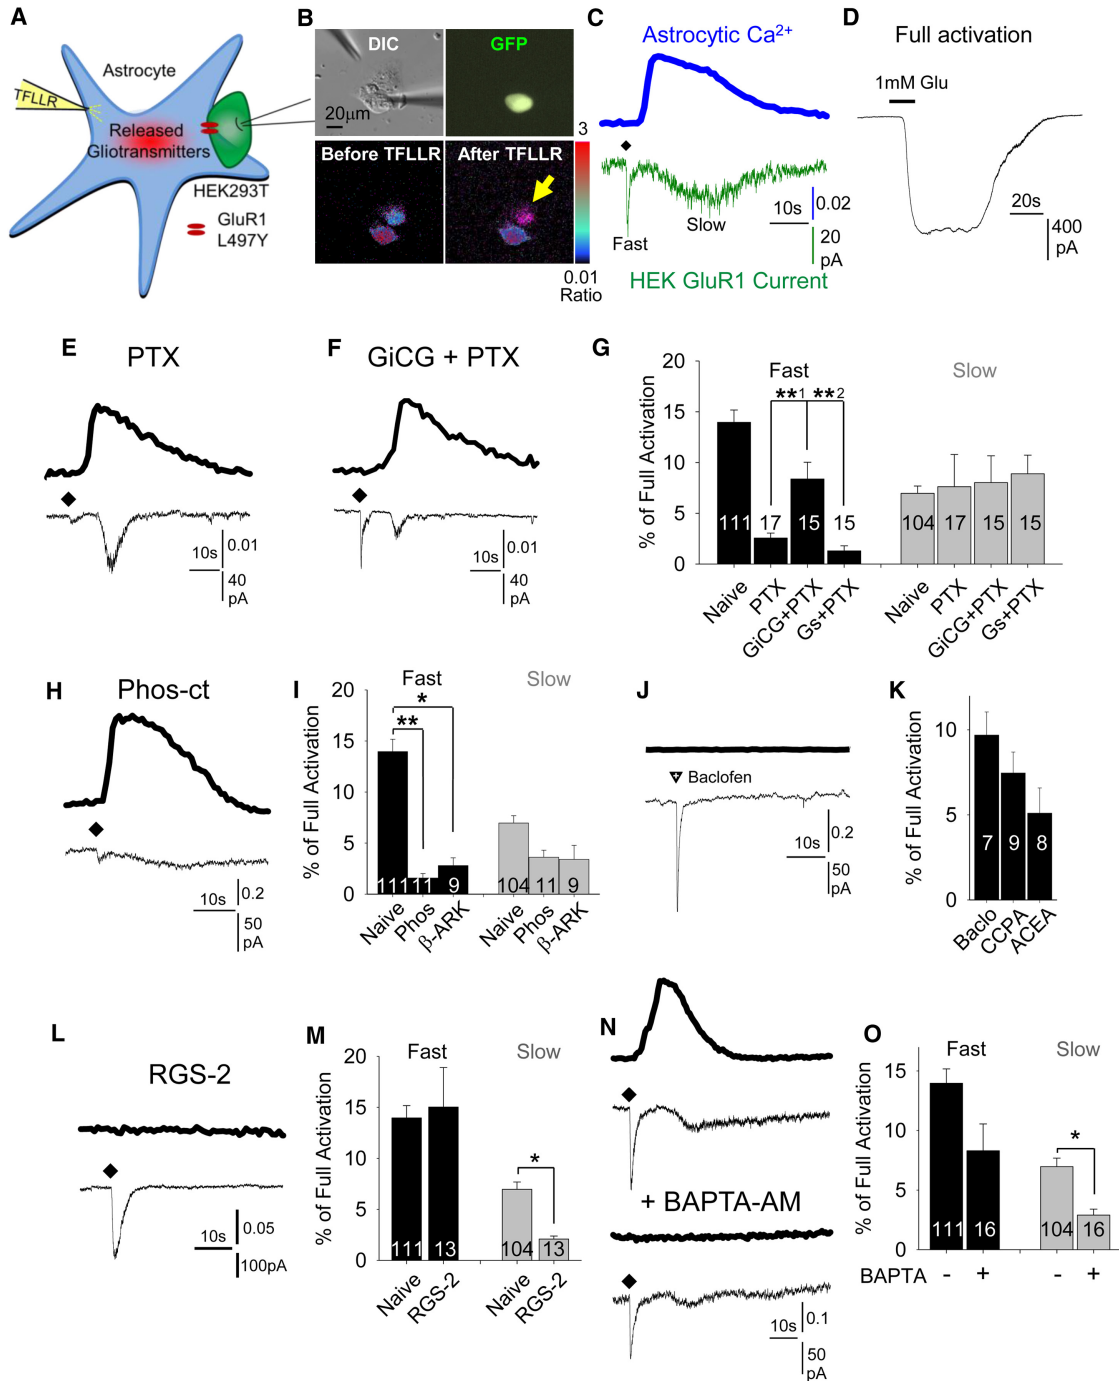 A
TFLLR
Astrocyte
Released
Gliotransmitters
HEK293T
GluR1
L497Y
B
DIC
GFP
20μm
Before TFLLR
After TFLLR
3
0.01
Ratio
C
Astrocytic Ca2+
Fast
Slow
10s
0.02
20
pA
HEK GluR1 Current
D
Full activation
1mM Glu
20s
400
pA
E
PTX
10s
0.01
40
pA
F
GiCG + PTX
10s
0.01
40
pA
G
% of Full Activation
20
15
10
5
0
Fast
Slow
**1
**2
111
17
15
15
104
17
15
15
Naive
PTX
GiCG+PTX
Gs+PTX
Naive
PTX
GiCG+PTX
Gs+PTX
H
Phos-ct
10s
0.2
50
pA
I
% of Full Activation
20
15
10
5
0
Fast
Slow
*
**
111
11
9
104
11
9
Naive
Phos
β-ARK
Naive
Phos
β-ARK
J
Baclofen
10s
0.2
50
pA
K
% of Full Activation
10
5
0
7
9
8
Baclo
CCPA
ACEA
L
RGS-2
10s
0.05
100pA
M
% of Full Activation
20
15
10
5
0
Fast
Slow
*
111
13
104
13
Naive
RGS-2
Naive
RGS-2
N
+ BAPTA-AM
10s
0.1
50
pA
O
% of Full Activation
15
10
5
0
Fast
Slow
*
111
16
104
16
BAPTA - + - +